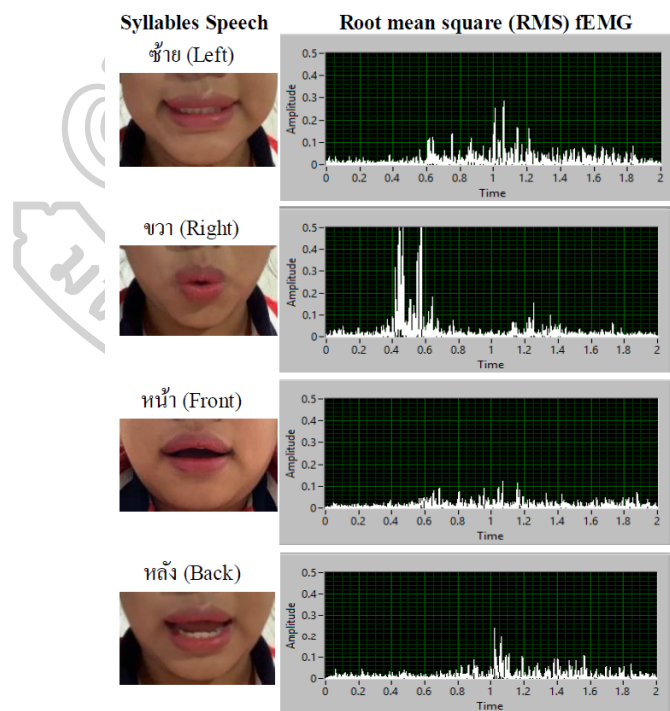 Syllables Speech Root mean square (RMS) fEMG
ซ้าย (Left)
0.5
0.4
0.3
0.2
0.1
0
Amplitude
0 0.2 0.4 0.6 0.8 1 1.2 1.4 1.6 1.8 2
Time
ขวา (Right)
0.5
0.4
0.3
0.2
0.1
0
Amplitude
0 0.2 0.4 0.6 0.8 1 1.2 1.4 1.6 1.8 2
Time
หน้า (Front)
0.5
0.4
0.3
0.2
0.1
0
Amplitude
0 0.2 0.4 0.6 0.8 1 1.2 1.4 1.6 1.8 2
Time
หลัง (Back)
0.5
0.4
0.3
0.2
0.1
0
Amplitude
0 0.2 0.4 0.6 0.8 1 1.2 1.4 1.6 1.8 2
Time